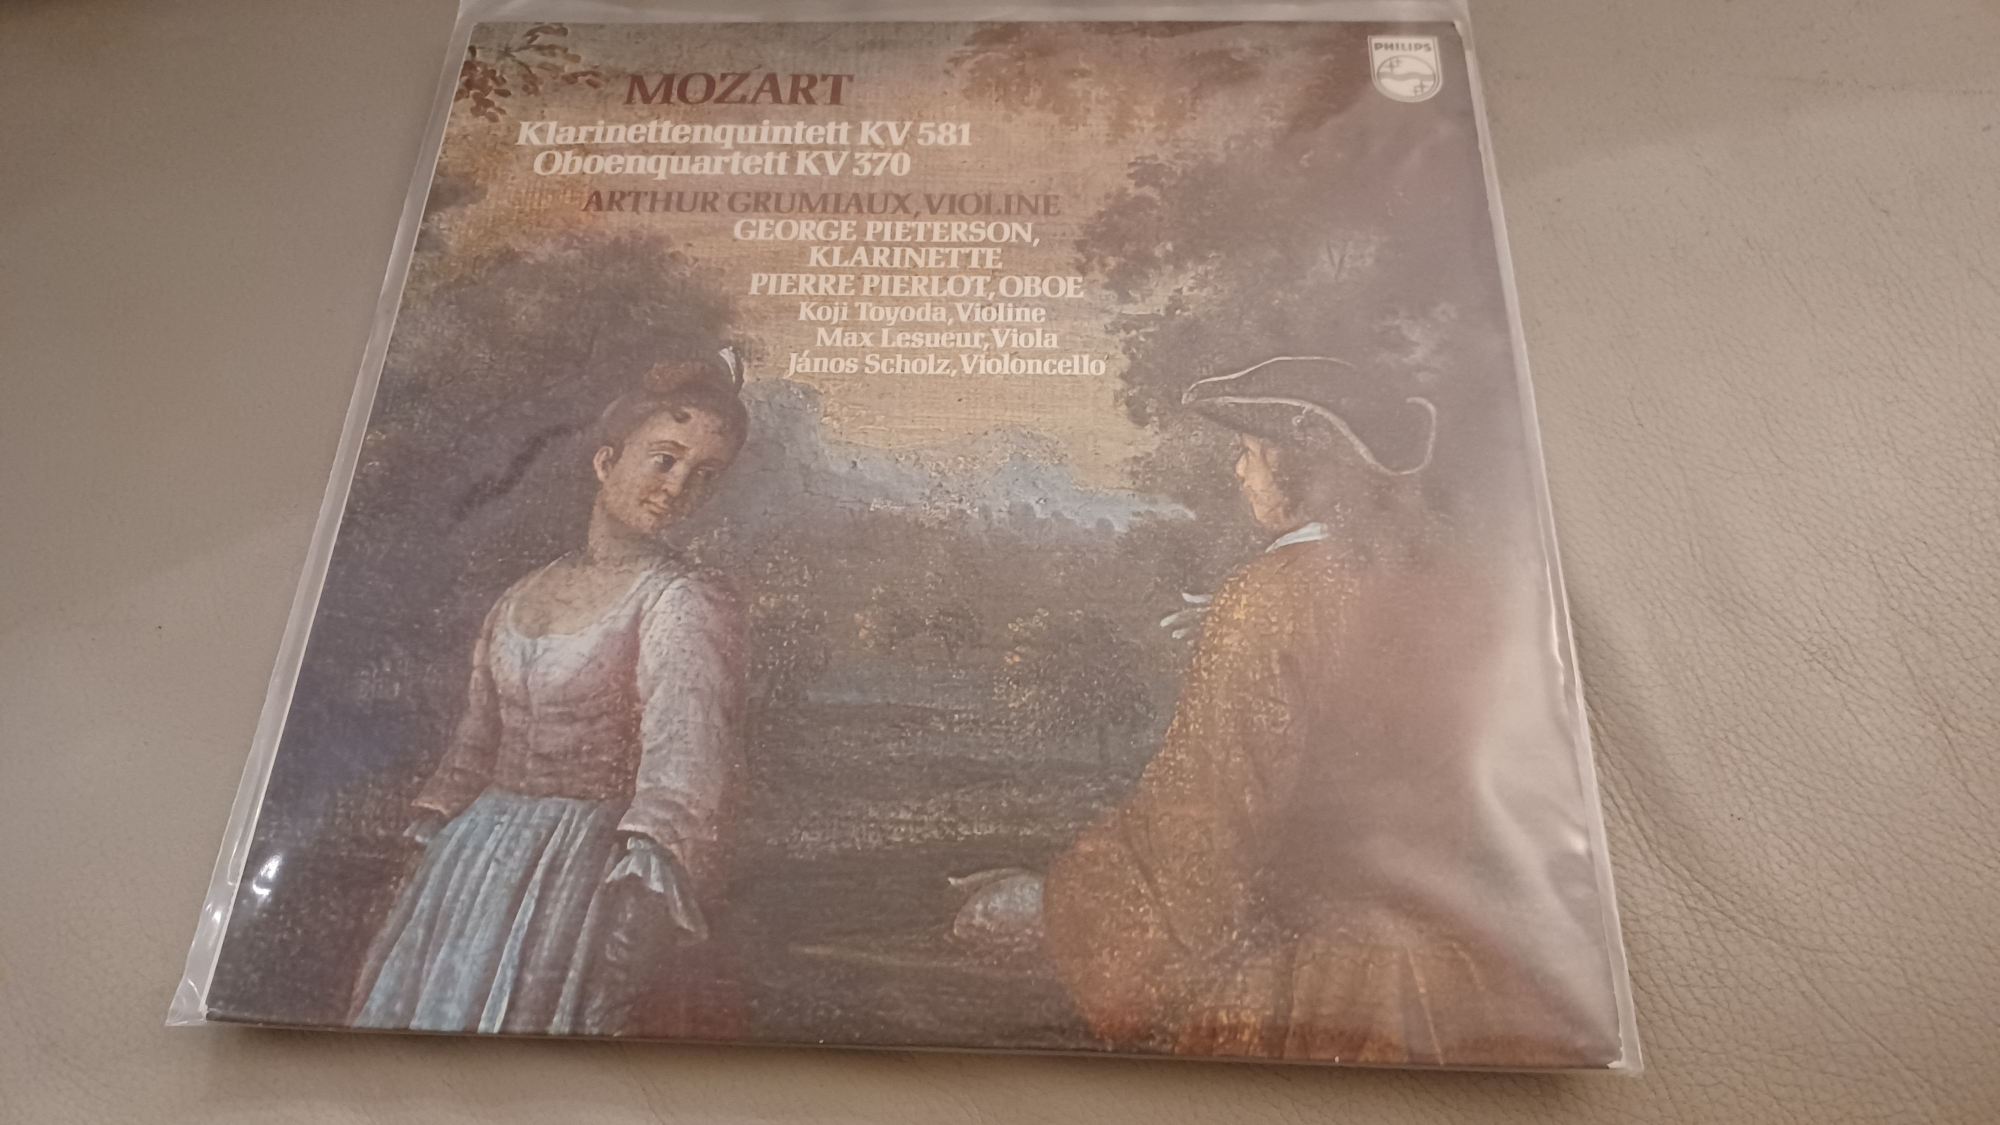 PHILIPS
MOZART
Klarinettenquintett KV 581
Oboenquartett KV 370
ARTHUR GRUMIAUX, VIOLINE
GEORGE PIETERSON,
KLARINETTE
PIERRE PIERLOT, OBOE
Koji Toyoda, Violine
Max Lesueur, Viola
János Scholz, Violoncello